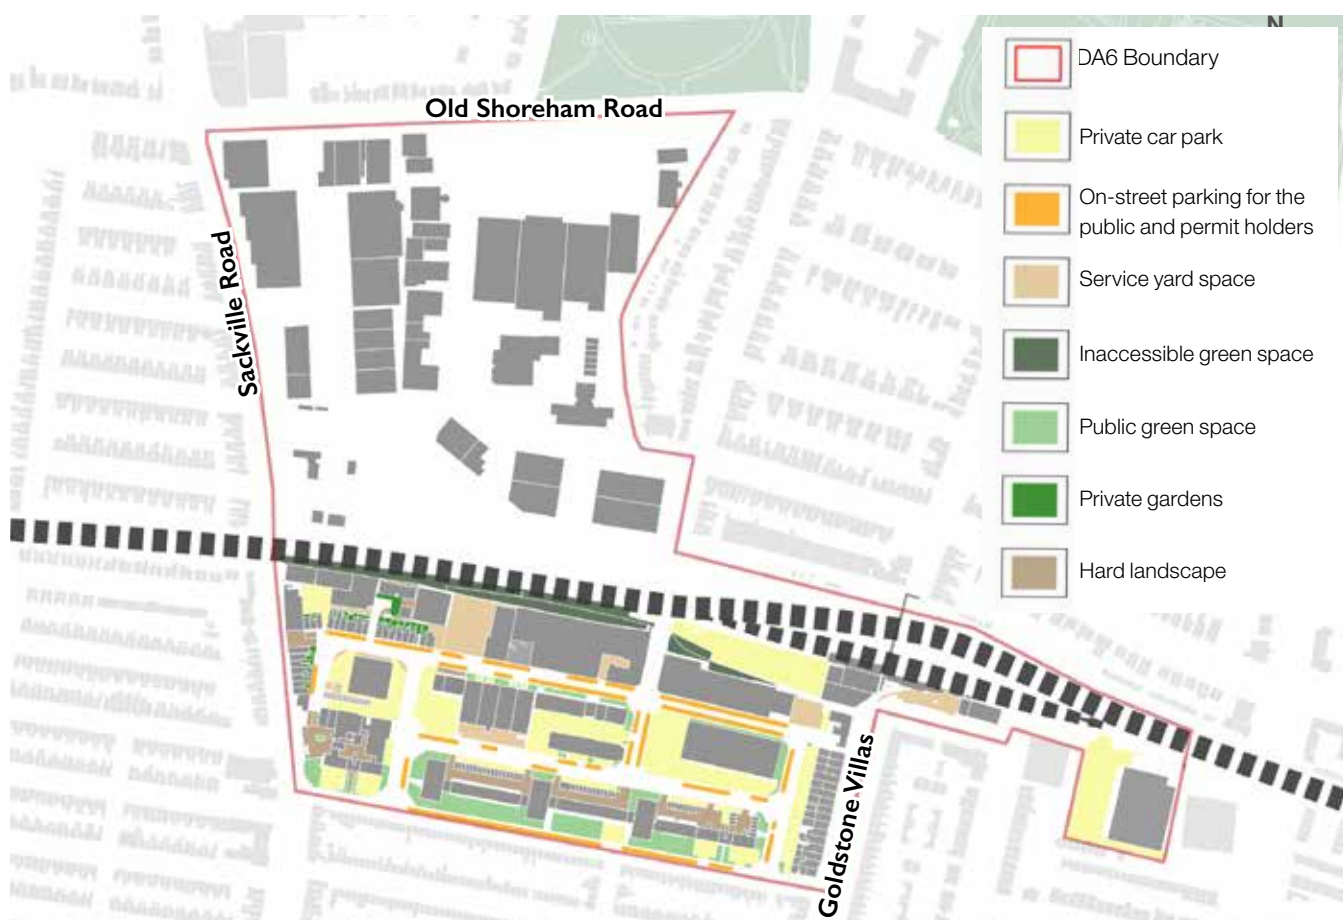 N
Old Shoreham Road
Sackville Road
Goldstone Villas
DA6 Boundary
Private car park
On-street parking for the
public and permit holders
Service yard space
Inaccessible green space
Public green space
Private gardens
Hard landscape